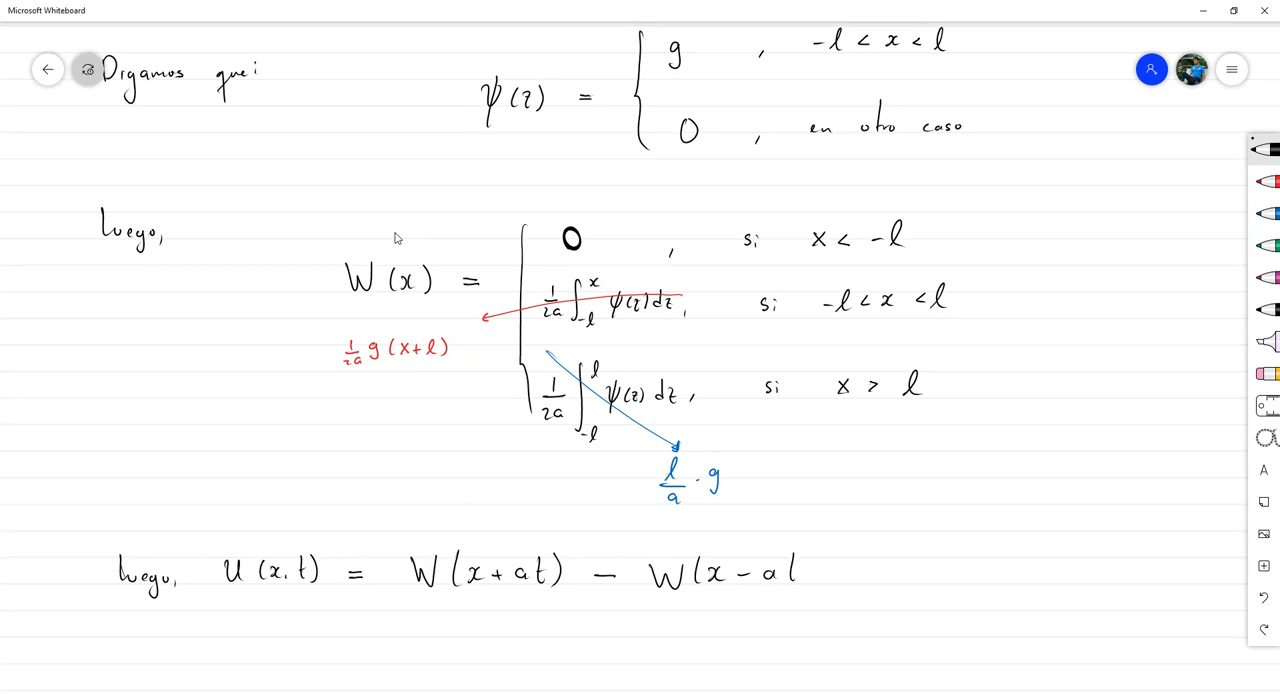 Microsoft Whiteboard
Digamos que:
ψ(z) = { g , -l < x < l
0 , en otro caso
luego,
W(x) = { 0 , si x < -l
1/2a ∫_{-l}^{x} ψ(z) dz , si -l < x < l
1/2a g (x+l)
1/2a ∫_{-l}^{l} ψ(z) dz , si x > l
l/a · g
luego, u(x,t) = W(x + at) - W(x - a(
A